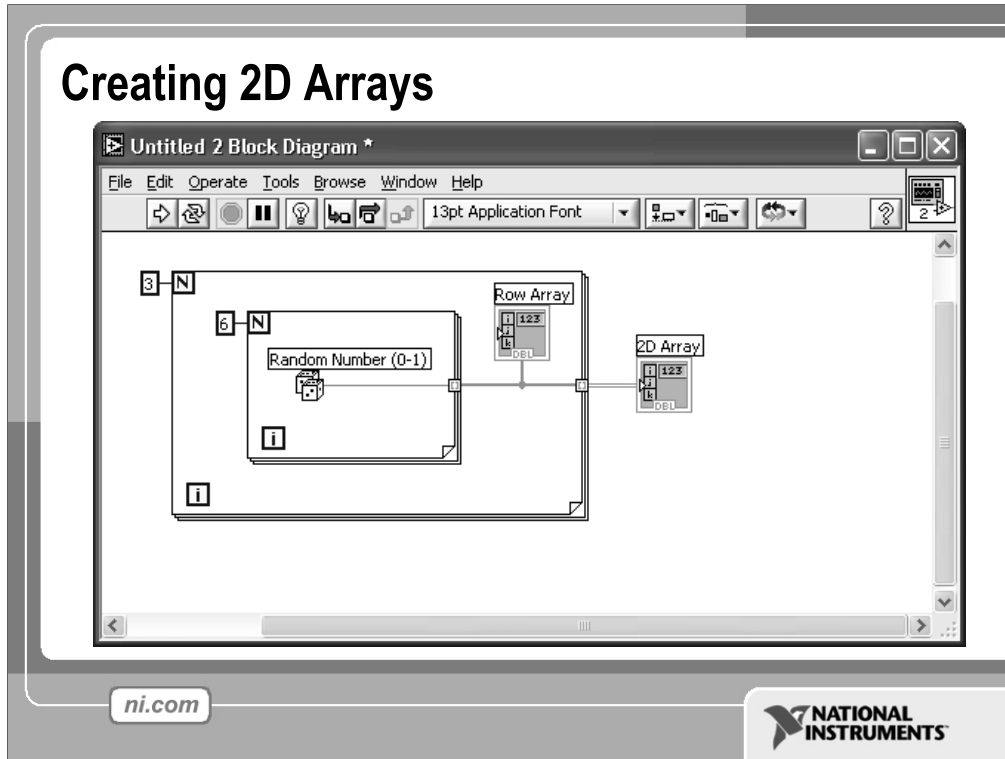 Creating 2D Arrays
Untitled 2 Block Diagram *
File Edit Operate Tools Browse Window Help
13pt Application Font
?
2
3 N
Row Array
i 123
j
k
DBL
6 N
Random Number (0-1)
2D Array
i 123
j
k
DBL
i
i
ni.com
NATIONAL
INSTRUMENTS